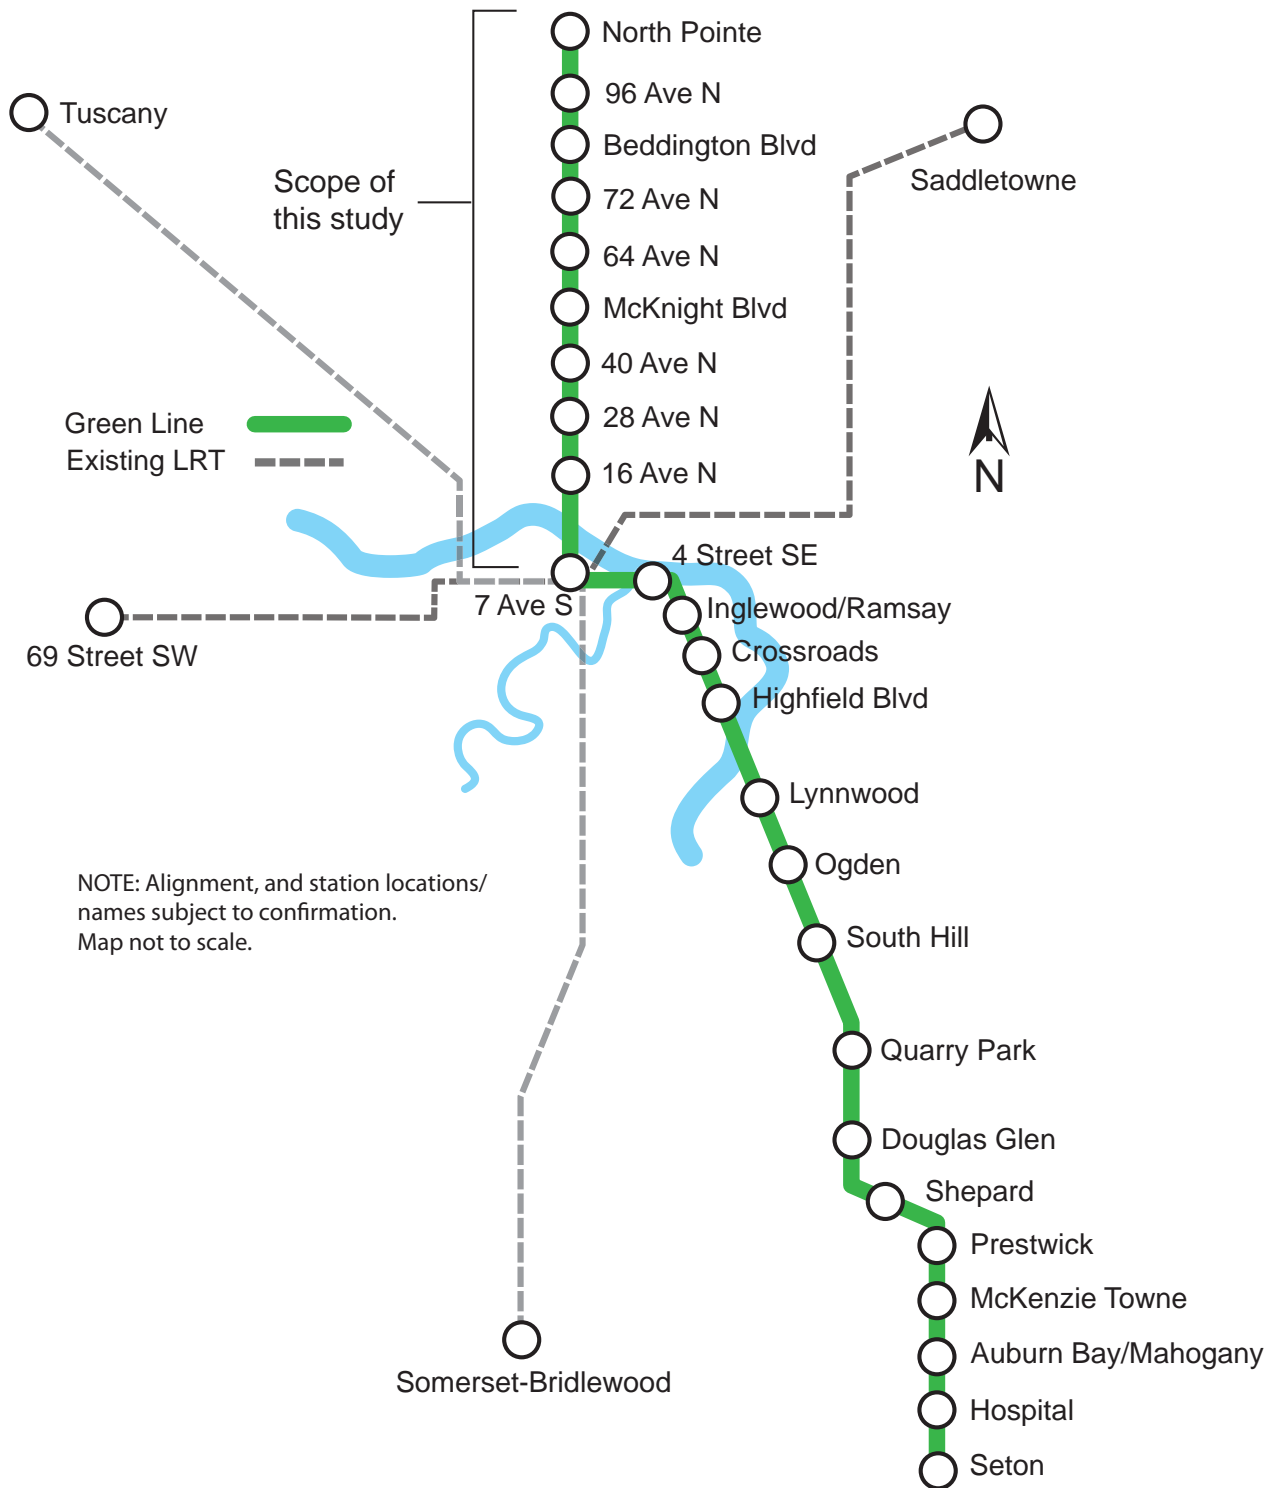 North Pointe
96 Ave N
Tuscany
Beddington Blvd
Saddletowne
Scope of
this study
72 Ave N
64 Ave N
McKnight Blvd
40 Ave N
Green Line
28 Ave N
Existing LRT
16 Ave N
N
4 Street SE
7 Ave S
Inglewood/Ramsay
69 Street SW
Crossroads
Highfield Blvd
Lynnwood
Ogden
NOTE: Alignment, and station locations/
names subject to confirmation.
Map not to scale.
South Hill
Quarry Park
Douglas Glen
Shepard
Prestwick
McKenzie Towne
Auburn Bay/Mahogany
Somerset-Bridlewood
Hospital
Seton